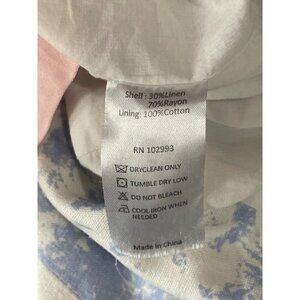 Shell : 30%Linen
70%Rayon
Lining: 100%Cotton
RN 102993
DRYCLEAN ONLY
TUMBLE DRY LOW
DO NOT BLEACH
COOL IRON WHEN
NEEDED
Made in China